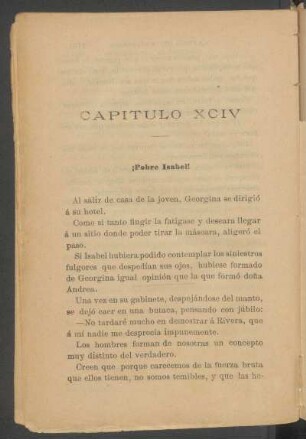 CAPITULO XCIV
¡Pobre Isabel!
Al salir de casa de la joven, Georgina se dirigió
á su hotel.
Como si tanto fingir la fatigase y deseara llegar
á un sitio donde poder tirar la máscara, aligeró el
paso.
Si Isabel hubiera podido contemplar los siniestros
fulgores que despedían sus ojos, hubiese formado
de Georgina igual opinión que la que formó doña
Andrea.
Una vez en su gabinete, despojándose del manto,
se dejó caer en una butaca, pensando con júbilo:
—No tardaré mucho en demostrar á Rivera, que
á mí nadie me desprecia impunemente.
Los hombres forman de nosotras un concepto
muy distinto del verdadero.
Creen que porque carecemos de la fuerza bruta
que ellos tienen, no somos temibles, y que las he-